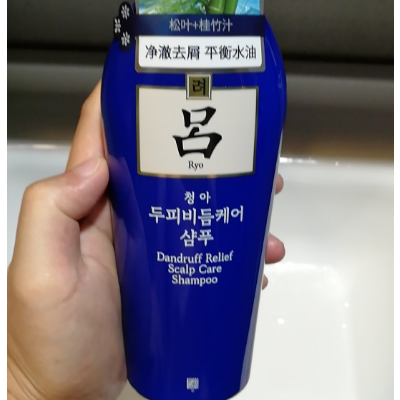 松叶+桂竹汁
净澈去屑 平衡水油
려
呂
Ryo
청아
두피비듬케어
샴푸
Dandruff Relief
Scalp Care
Shampoo